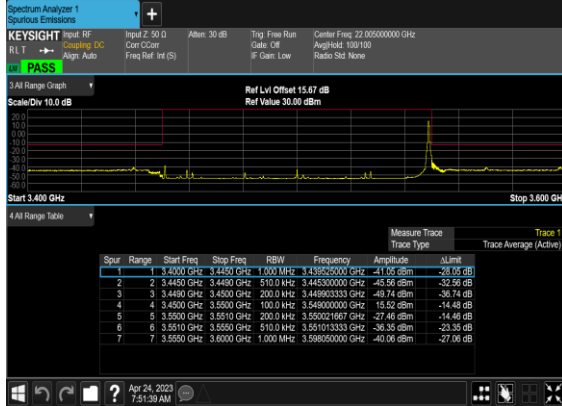 Spectrum Analyzer 1
Spurious Emissions
+
KEYSIGHT Input: RF Input Z: 50 Ω Atten: 30 dB Trig: Free Run Center Freq: 22.005000000 GHz
RLT Coupling: DC Corr CCorr Gate: Off Avg|Hold: 100/100
Align: Auto Freq Ref: Int (S) IF Gain: Low Radio Std: None
PASS
3 All Range Graph
Ref Lvl Offset 15.67 dB
Scale/Div 10.0 dB Ref Value 30.00 dBm
20.0
10.0
0.00
-10.0
-20.0
-30.0
-40.0
-50.0
-60.0
Start 3.400 GHz Stop 3.600 GH
4 All Range Table
Measure Trace Trace 1
Trace Type Trace Average (Active)
Spur Range Start Freq Stop Freq RBW Frequency Amplitude ΔLimit
1 1 3.4000 GHz 3.4450 GHz 1.000 MHz 3.439525000 GHz -41.05 dBm -28.05 dB
2 2 3.4450 GHz 3.4490 GHz 510.0 kHz 3.445300000 GHz -45.56 dBm -32.56 dB
3 3 3.4490 GHz 3.4500 GHz 200.0 kHz 3.449903333 GHz -49.74 dBm -36.74 dB
4 4 3.4500 GHz 3.5500 GHz 100.0 kHz 3.549000000 GHz 15.52 dBm -14.48 dB
5 5 3.5500 GHz 3.5510 GHz 200.0 kHz 3.550021667 GHz -27.46 dBm -14.46 dB
6 6 3.5510 GHz 3.5550 GHz 510.0 kHz 3.551013333 GHz -36.35 dBm -23.35 dB
7 7 3.5550 GHz 3.6000 GHz 1.000 MHz 3.598050000 GHz -40.06 dBm -27.06 dB
? Apr 24, 2023
7:51:39 AM